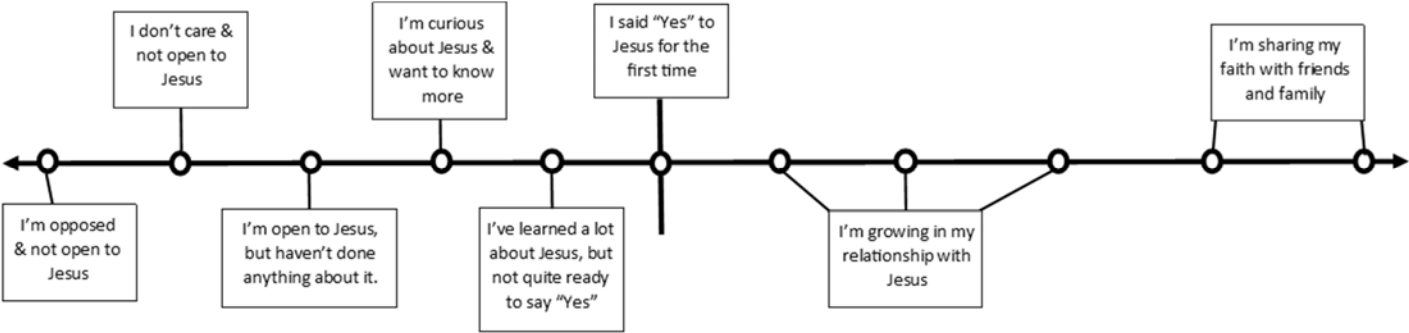 I'm opposed
& not open to
Jesus
I don't care &
not open to
Jesus
I'm open to Jesus,
but haven't done
anything about it.
I'm curious
about Jesus &
want to know
more
I've learned a lot
about Jesus, but
not quite ready
to say “Yes”
I said “Yes” to
Jesus for the
first time
I'm growing in my
relationship with
Jesus
I'm sharing my
faith with friends
and family